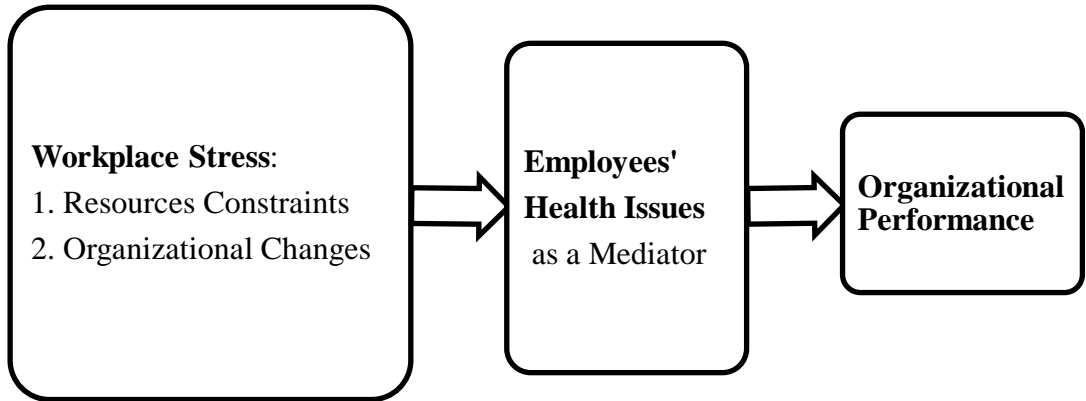 Workplace Stress:
1. Resources Constraints
2. Organizational Changes
Employees'
Health Issues
as a Mediator
Organizational
Performance